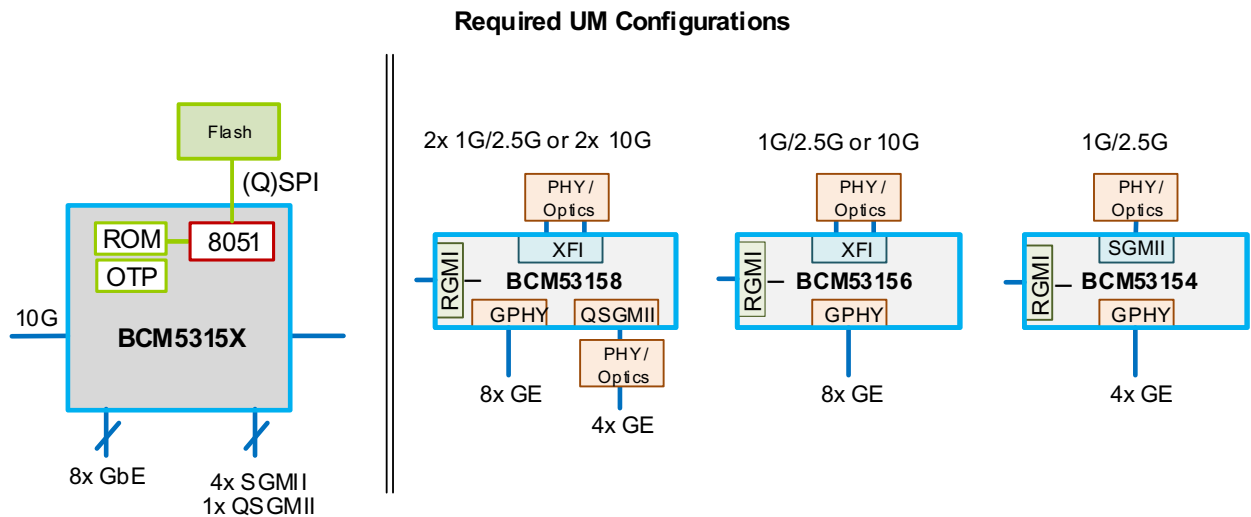 Required UM Configurations
Flash
(Q)SPI
ROM
8051
OTP
10G
BCM5315X
8x GbE
4x SGMII
1x QSGMII
2x 1G/2.5G or 2x 10G
PHY/
Optics
XFI
RGMI
BCM53158
GPHY
QSGMII
PHY/
Optics
8x GE
4x GE
1G/2.5G or 10G
PHY/
Optics
XFI
RGMI
BCM53156
GPHY
8x GE
1G/2.5G
PHY/
Optics
SGMII
RGMI
BCM53154
GPHY
4x GE